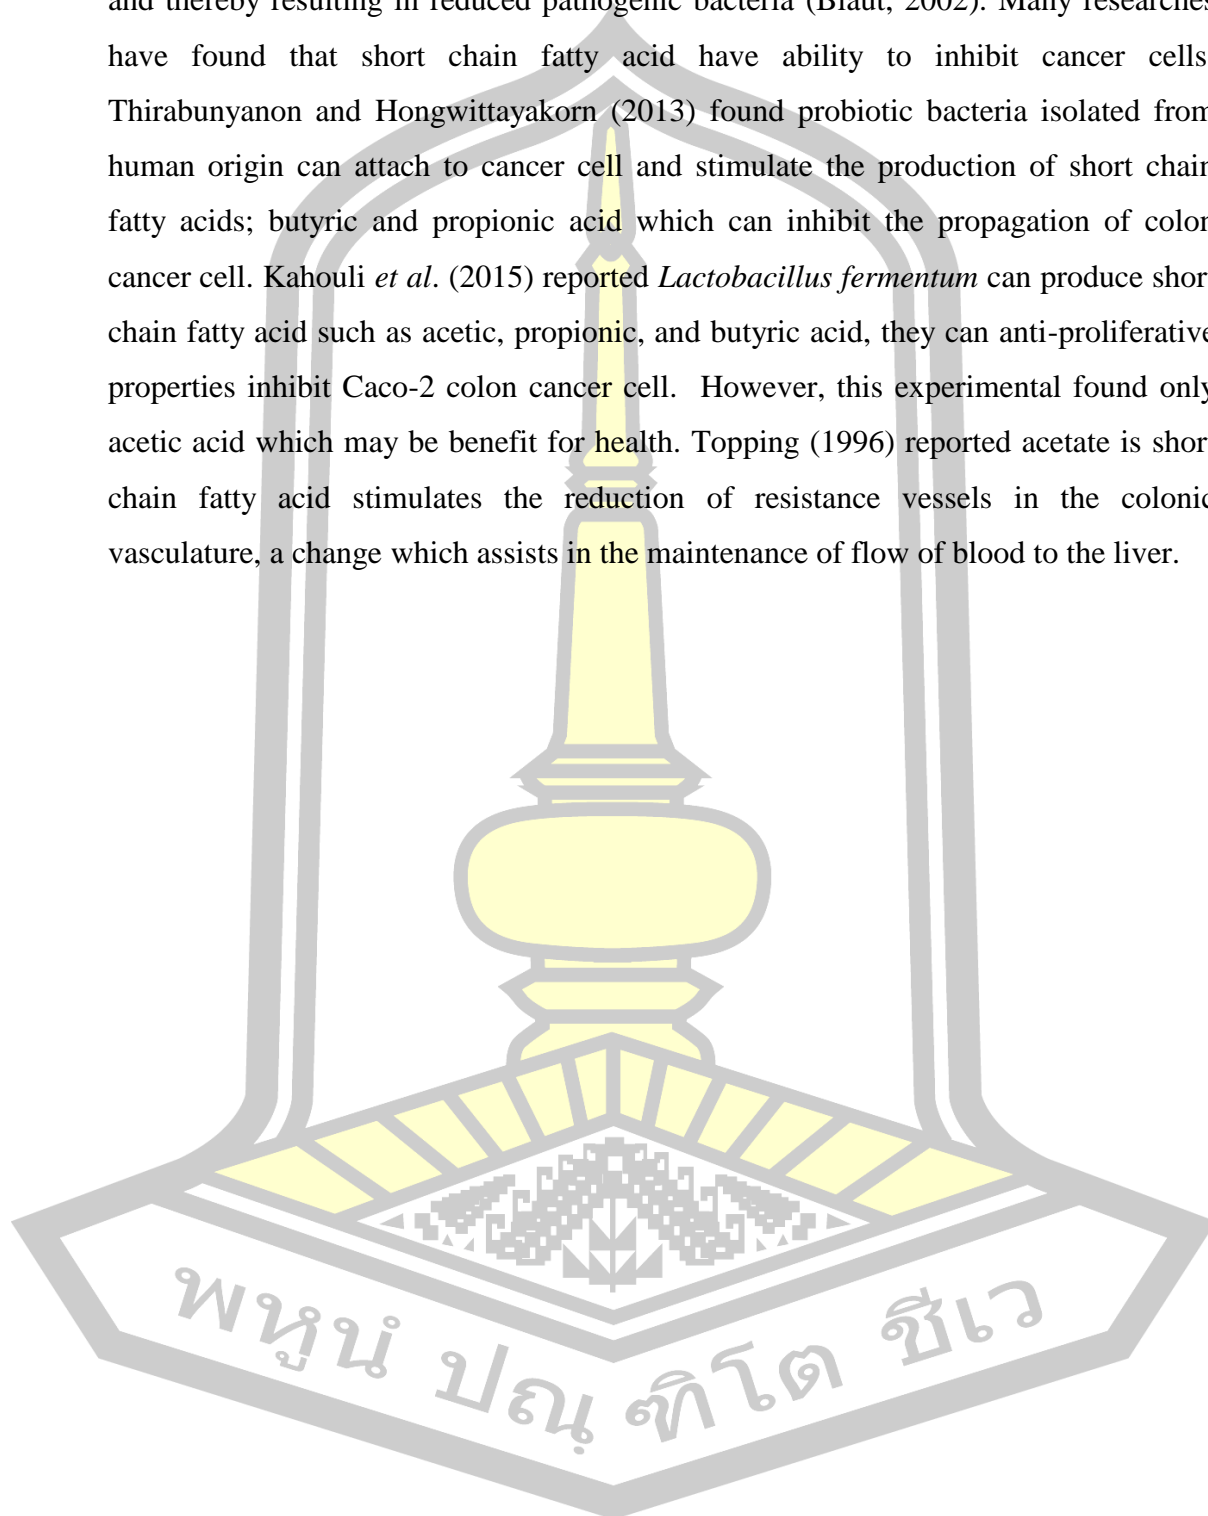 and thereby resulting in reduced pathogenic bacteria (Blaut, 2002). Many researches
have found that short chain fatty acid have ability to inhibit cancer cells
Thirabunyanon and Hongwittayakorn (2013) found probiotic bacteria isolated from
human origin can attach to cancer cell and stimulate the production of short chain
fatty acids; butyric and propionic acid which can inhibit the propagation of colon
cancer cell. Kahouli et al. (2015) reported Lactobacillus fermentum can produce shor
chain fatty acid such as acetic, propionic, and butyric acid, they can anti-proliferative
properties inhibit Caco-2 colon cancer cell. However, this experimental found only
acetic acid which may be benefit for health. Topping (1996) reported acetate is shor
chain fatty acid stimulates the reduction of resistance vessels in the colonic
vasculature, a change which assists in the maintenance of flow of blood to the liver.
พหูนํ ปณฺฑิโต ชีเว